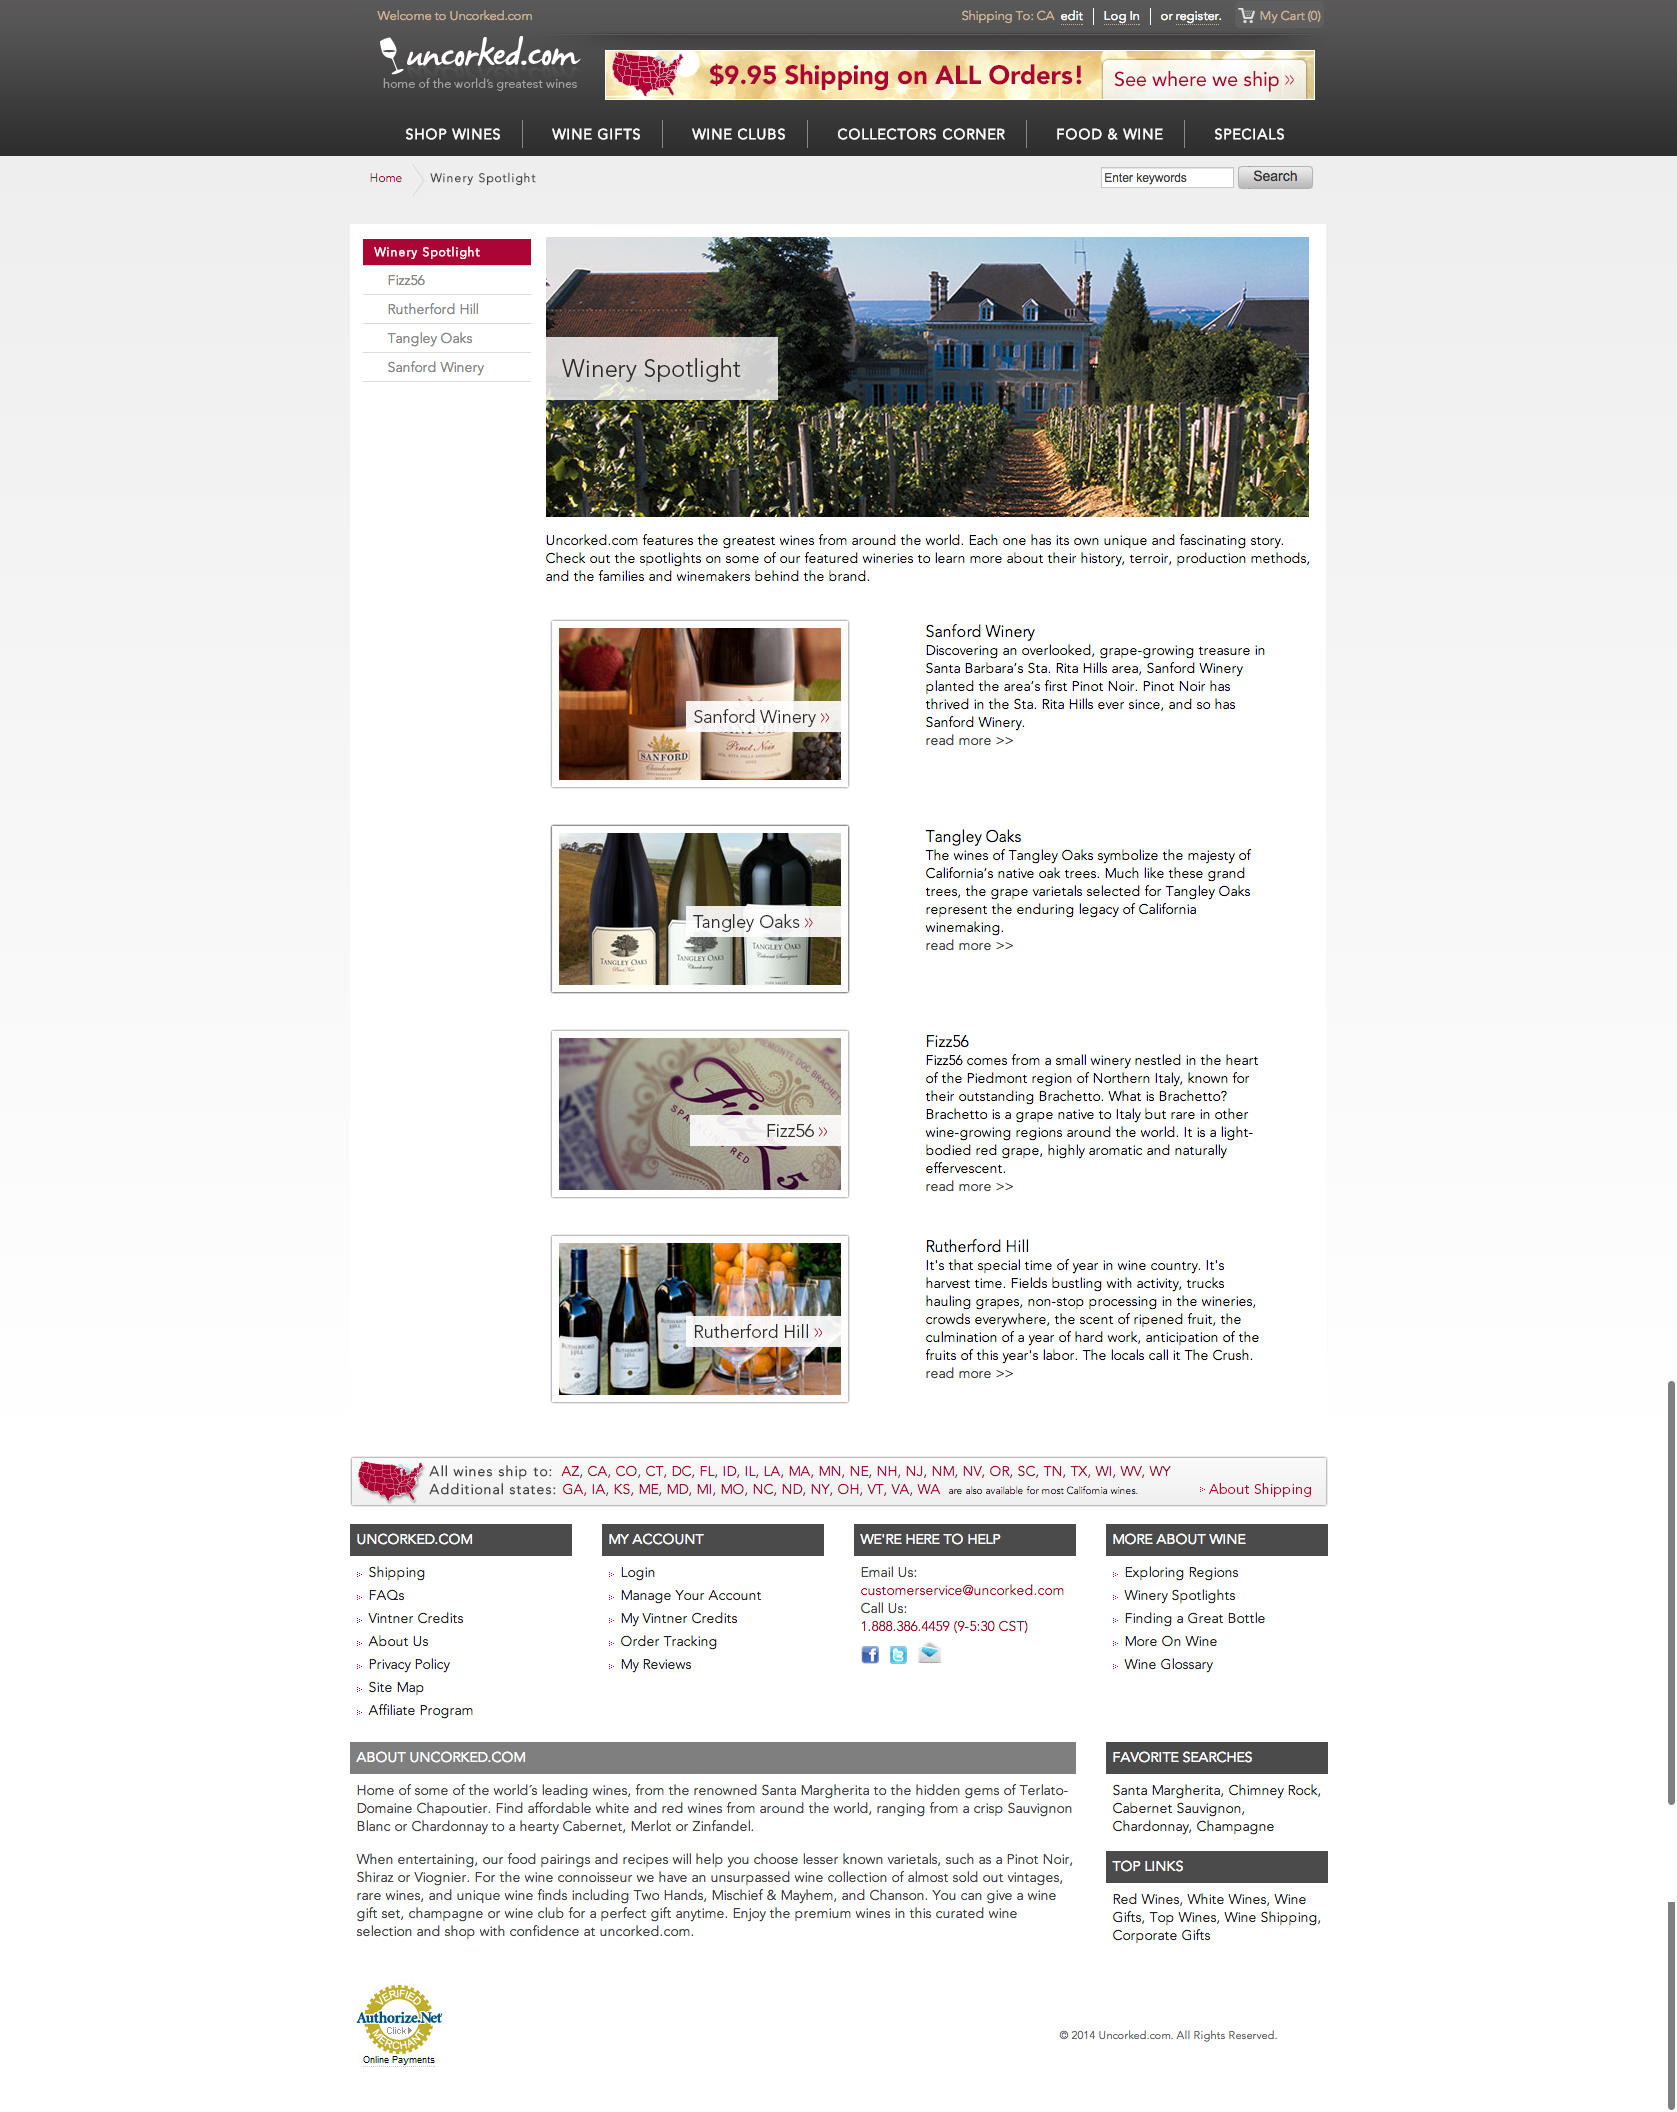 Welcome to Uncorked.com
Shipping To: CA edit
Log In
or register.
My Cart (0)
uncorked.com
home of the world's greatest wines
$9.95 Shipping on ALL Orders!
See where we ship »
SHOP WINES
WINE GIFTS
WINE CLUBS
COLLECTORS CORNER
FOOD & WINE
SPECIALS
Home
Winery Spotlight
Enter keywords
Search
Winery Spotlight
Fizz56
Rutherford Hill
Tangley Oaks
Sanford Winery
Winery Spotlight
Uncorked.com features the greatest wines from around the world. Each one has its own unique and fascinating story.
Check out the spotlights on some of our featured wineries to learn more about their history, terroir, production methods,
and the families and winemakers behind the brand.
Sanford Winery »
SANFORD
Chardonnay
Pinot Noir
Sanford Winery
Discovering an overlooked, grape-growing treasure in
Santa Barbara’s Sta. Rita Hills area, Sanford Winery
planted the area’s first Pinot Noir. Pinot Noir has
thrived in the Sta. Rita Hills ever since, and so has
Sanford Winery.
read more >>
Tangley Oaks »
TANGLEY OAKS
Pinot Noir
TANGLEY OAKS
Chardonnay
TANGLEY OAKS
Cabernet Sauvignon
Tangley Oaks
The wines of Tangley Oaks symbolize the majesty of
California’s native oak trees. Much like these grand
trees, the grape varietals selected for Tangley Oaks
represent the enduring legacy of California
winemaking.
read more >>
PIEMONTE DOC BRACHETT
Fizz56 »
RED
Fizz56
Fizz56 comes from a small winery nestled in the heart
of the Piedmont region of Northern Italy, known for
their outstanding Brachetto. What is Brachetto?
Brachetto is a grape native to Italy but rare in other
wine-growing regions around the world. It is a light-
bodied red grape, highly aromatic and naturally
effervescent.
read more >>
Rutherford Hill »
RUTHERFORD
HILL
RUTHERFORD
HILL
RUTHERFORD
HILL
Rutherford Hill
It's that special time of year in wine country. It's
harvest time. Fields bustling with activity, trucks
hauling grapes, non-stop processing in the wineries,
crowds everywhere, the scent of ripened fruit, the
culmination of a year of hard work, anticipation of the
fruits of this year's labor. The locals call it The Crush.
read more >>
All wines ship to: AZ, CA, CO, CT, DC, FL, ID, IL, LA, MA, MN, NE, NH, NJ, NM, NV, OR, SC, TN, TX, WI, WV, WY
Additional states: GA, IA, KS, ME, MD, MI, MO, NC, ND, NY, OH, VT, VA, WA are also available for most California wines.
About Shipping
UNCORKED.COM
Shipping
FAQs
Vintner Credits
About Us
Privacy Policy
Site Map
Affiliate Program
MY ACCOUNT
Login
Manage Your Account
My Vintner Credits
Order Tracking
My Reviews
WE'RE HERE TO HELP
Email Us:
customerservice@uncorked.com
Call Us:
1.888.386.4459 (9-5:30 CST)
MORE ABOUT WINE
Exploring Regions
Winery Spotlights
Finding a Great Bottle
More On Wine
Wine Glossary
ABOUT UNCORKED.COM
Home of some of the world’s leading wines, from the renowned Santa Margherita to the hidden gems of Terlato-
Domaine Chapoutier. Find affordable white and red wines from around the world, ranging from a crisp Sauvignon
Blanc or Chardonnay to a hearty Cabernet, Merlot or Zinfandel.
When entertaining, our food pairings and recipes will help you choose lesser known varietals, such as a Pinot Noir,
Shiraz or Viognier. For the wine connoisseur we have an unsurpassed wine collection of almost sold out vintages,
rare wines, and unique wine finds including Two Hands, Mischief & Mayhem, and Chanson. You can give a wine
gift set, champagne or wine club for a perfect gift anytime. Enjoy the premium wines in this curated wine
selection and shop with confidence at uncorked.com.
FAVORITE SEARCHES
Santa Margherita, Chimney Rock,
Cabernet Sauvignon,
Chardonnay, Champagne
TOP LINKS
Red Wines, White Wines, Wine
Gifts, Top Wines, Wine Shipping,
Corporate Gifts
VERIFIED
Authorize.Net
Click
MERCHANT
Online Payments
© 2014 Uncorked.com. All Rights Reserved.